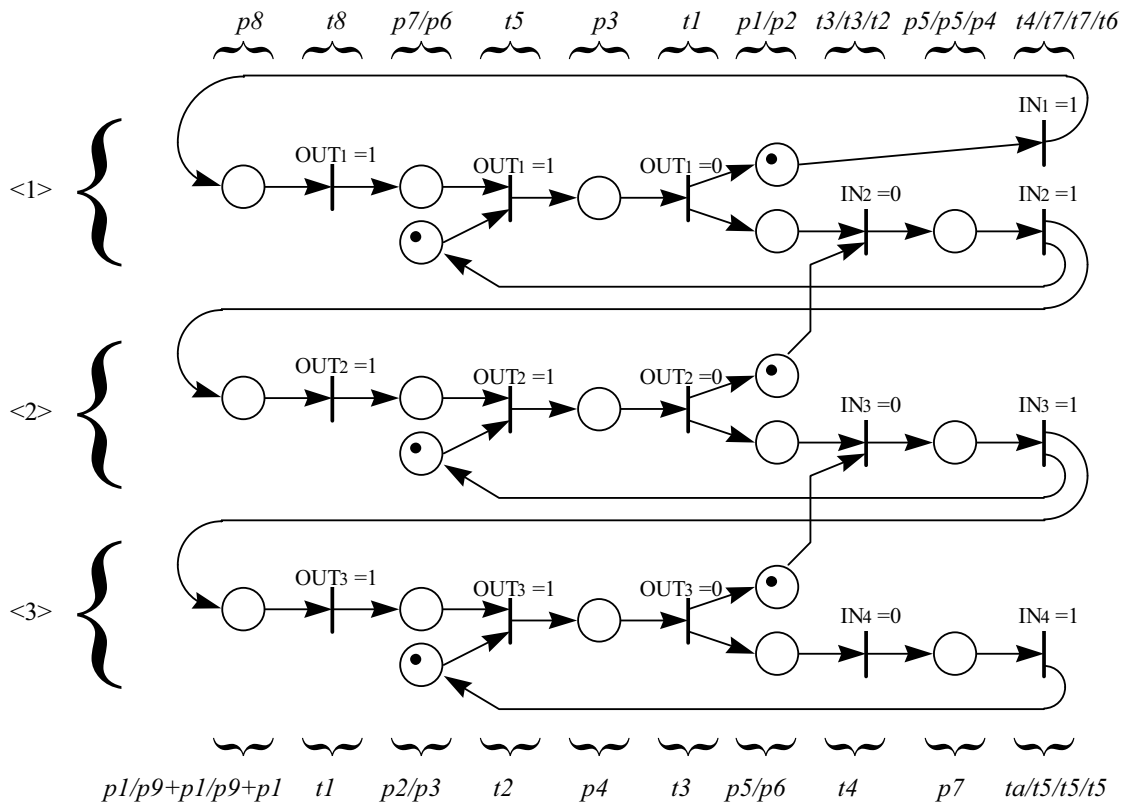 p8 t8 p7/p6 t5 p3 t1 p1/p2 t3/t3/t2 p5/p5/p4 t4/t7/t7/t6
IN1 =1
OUT1 =1 OUT1 =1 OUT1 =0
<1> IN2 =0 IN2 =1
OUT2 =1 OUT2 =1 OUT2 =0
<2> IN3 =0 IN3 =1
OUT3 =1 OUT3 =1 OUT3 =0
<3> IN4 =0 IN4 =1
p1/p9+p1/p9+p1 t1 p2/p3 t2 p4 t3 p5/p6 t4 p7 ta/t5/t5/t5